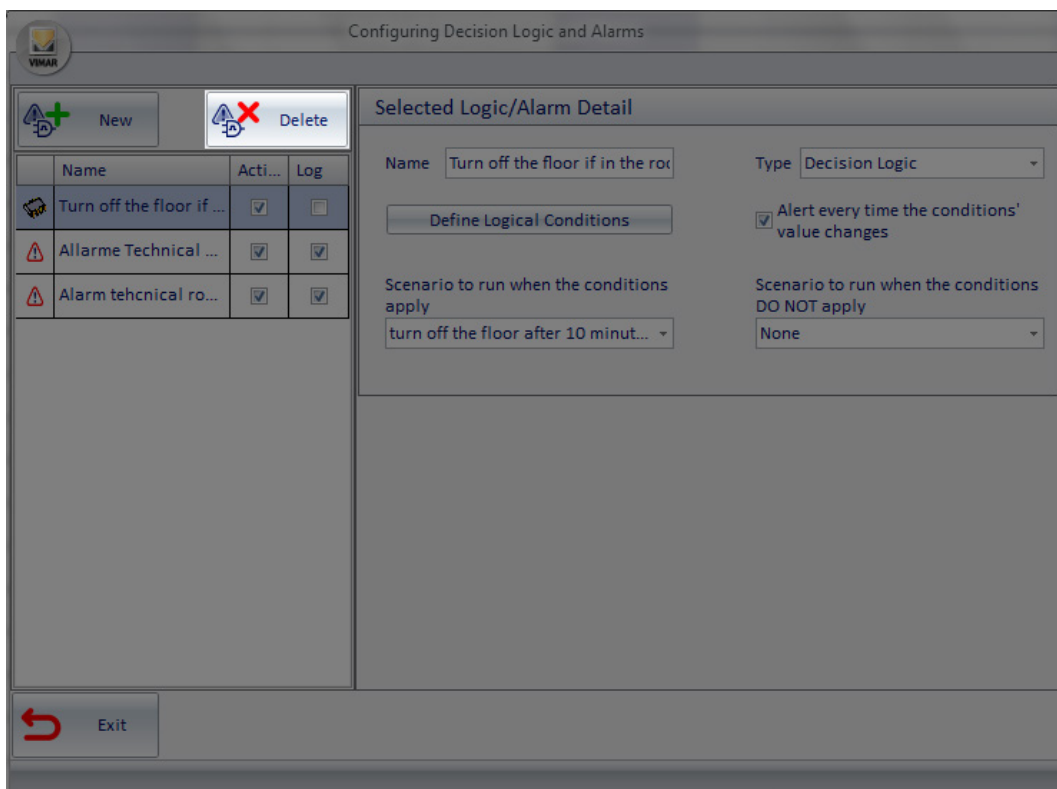 Configuring Decision Logic and Alarms
VIMAR
New
Delete
Name Acti... Log
Turn off the floor if ...
Allarme Technical ...
Alarm tehcnical ro...
Selected Logic/Alarm Detail
Name Turn off the floor if in the roo
Type Decision Logic
Define Logical Conditions
Alert every time the conditions'
value changes
Scenario to run when the conditions
apply
turn off the floor after 10 minut...
Scenario to run when the conditions
DO NOT apply
None
Exit